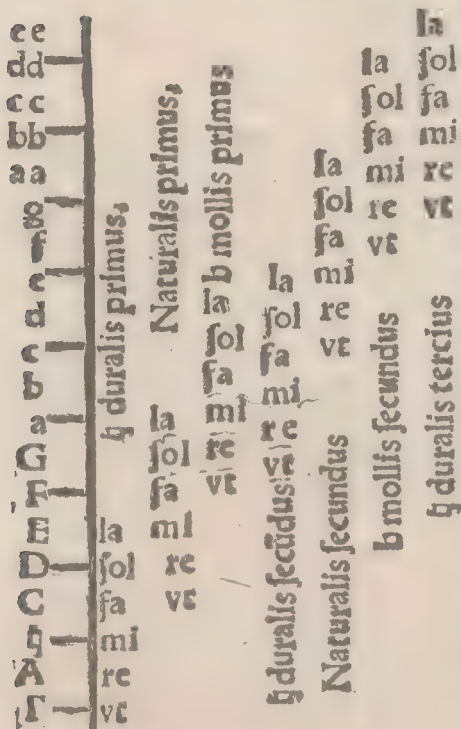 ee
dd
cc
bb
aa
g
f
e
d
c
b
a
G
F
E
D
C
♮
A
Γ
♮ duralis primus,
la
ſol
fa
mi
re
vt
Naturalis primus,
la
ſol
fa
mi
re
vt
b mollis primus
la
ſol
fa
mi
re
vt
la
ſol
fa
mi
re
vt
♮ duralis ſecūdus
la
ſol
fa
mi
re
vt
Naturalis ſecundus
la
ſol
fa
mi
re
vt
b mollis ſecundus
la
ſol
fa
mi
re
vt
♮ duralis tercius